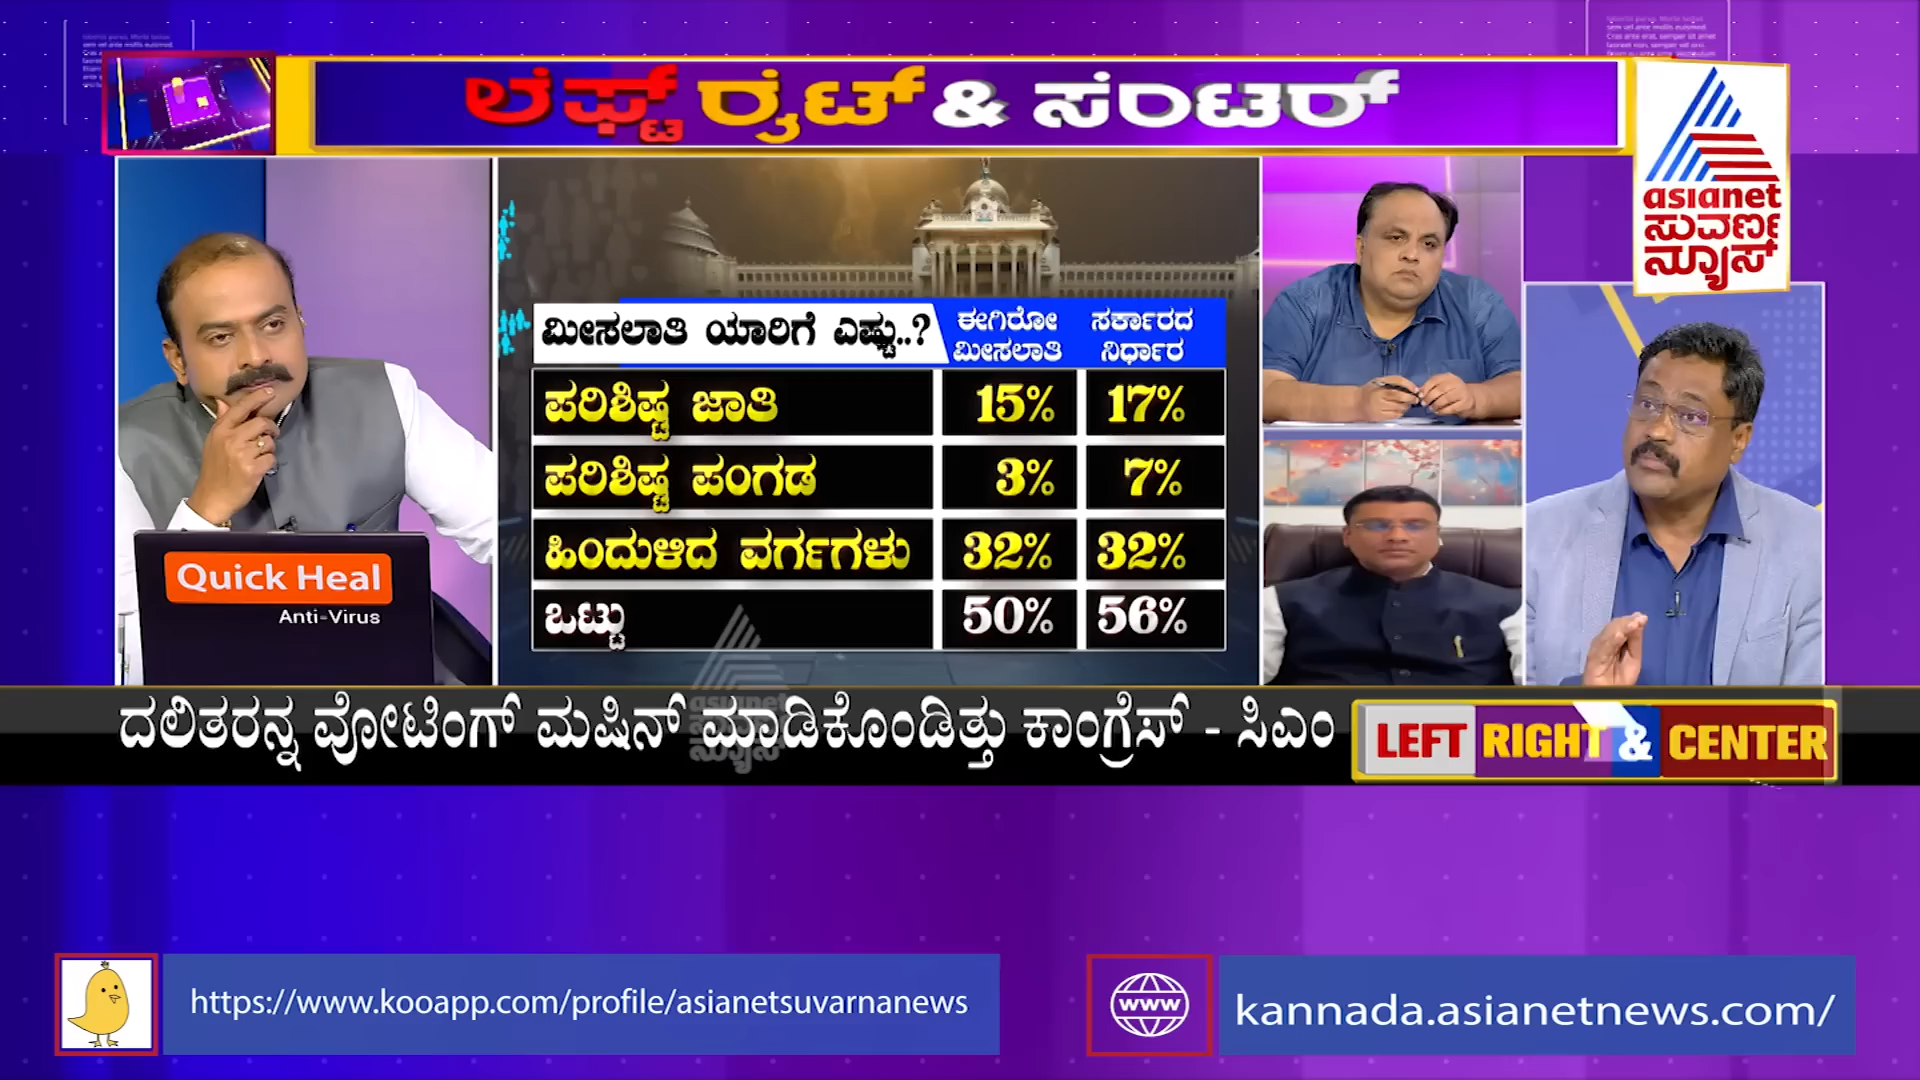 ಲೆಫ್ಟ್ ರೈಟ್ & ಸೆಂಟರ್
asianet
ಸುವರ್ಣ
ನ್ಯೂಸ್
ಮೀಸಲಾತಿ ಯಾರಿಗೆ ಎಷ್ಟು..? ಈಗಿರೋ ಮೀಸಲಾತಿ ಸರ್ಕಾರದ ನಿರ್ಧಾರ
ಪರಿಶಿಷ್ಟ ಜಾತಿ 15% 17%
ಪರಿಶಿಷ್ಟ ಪಂಗಡ 3% 7%
ಹಿಂದುಳಿದ ವರ್ಗಗಳು 32% 32%
ಒಟ್ಟು 50% 56%
Quick Heal
Anti-Virus
asianet
ಸುವರ್ಣ
ನ್ಯೂಸ್
ದಲಿತರನ್ನ ವೋಟಿಂಗ್ ಮಷಿನ್ ಮಾಡಿಕೊಂಡಿತ್ತು ಕಾಂಗ್ರೆಸ್ - ಸಿಎಂ
LEFT RIGHT & CENTER
https://www.kooapp.com/profile/asianetsuvarnanews
www
kannada.asianetnews.com/